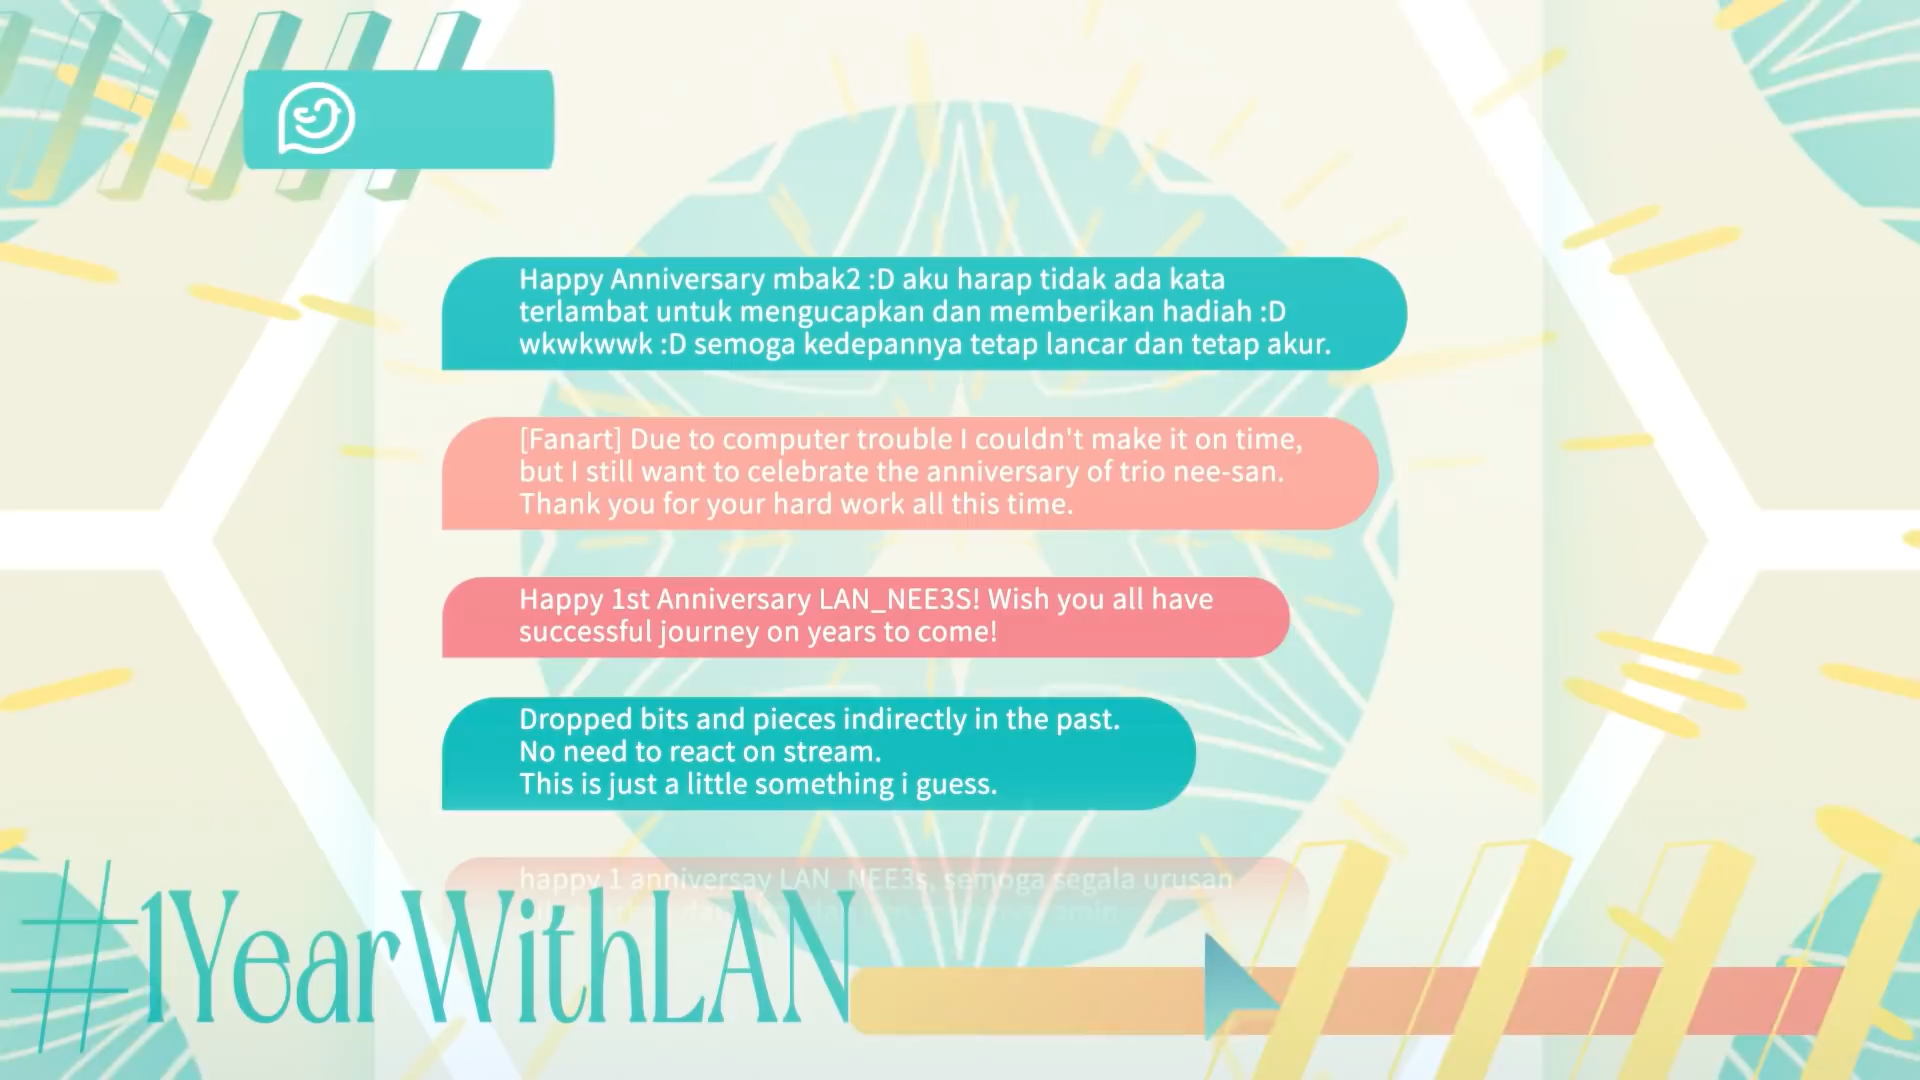 Happy Anniversary mbak2 :D aku harap tidak ada kata
terlambat untuk mengucapkan dan memberikan hadiah :D
wkwkwwk :D semoga kedepannya tetap lancar dan tetap akur.
[Fanart] Due to computer trouble I couldn't make it on time,
but I still want to celebrate the anniversary of trio nee-san.
Thank you for your hard work all this time.
Happy 1st Anniversary LAN_NEE3S! Wish you all have
successful journey on years to come!
Dropped bits and pieces indirectly in the past.
No need to react on stream.
This is just a little something i guess.
happy 1 anniversay LAN_NEE3s, semoga segala urusan
amin
#1YearWithLAN